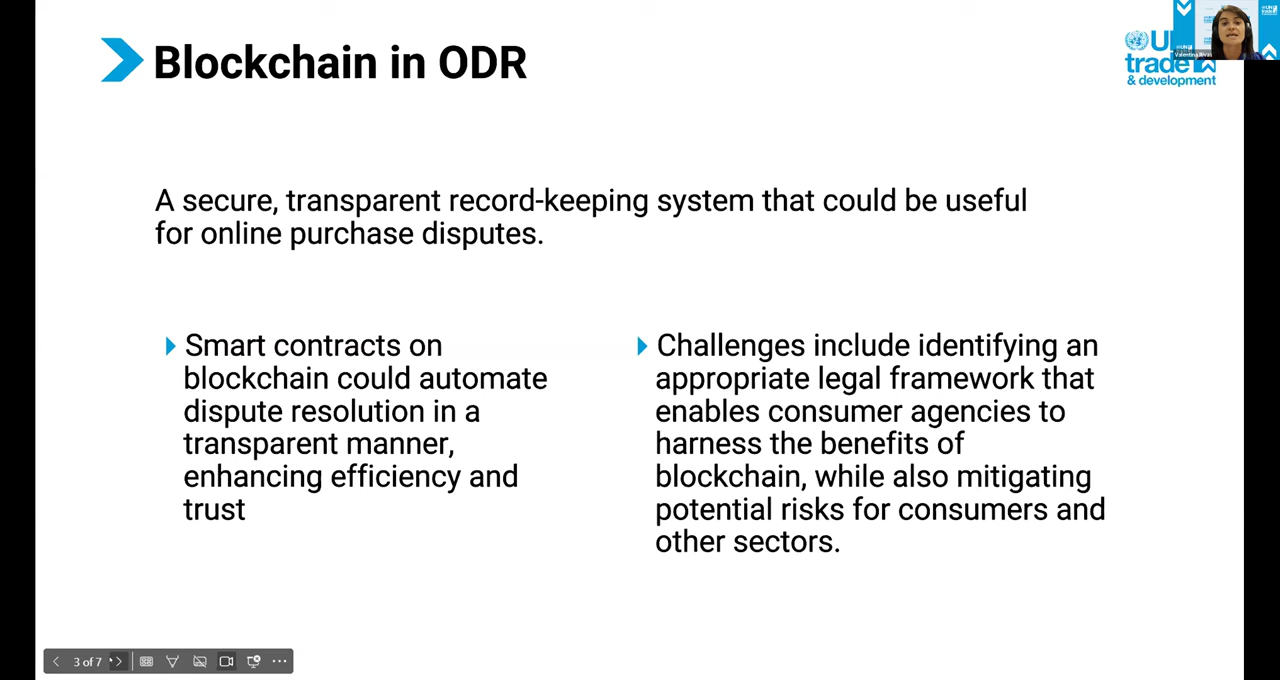 Blockchain in ODR
UN
trade
& development
A secure, transparent record-keeping system that could be useful
for online purchase disputes.
Smart contracts on
blockchain could automate
dispute resolution in a
transparent manner,
enhancing efficiency and
trust
Challenges include identifying an
appropriate legal framework that
enables consumer agencies to
harness the benefits of
blockchain, while also mitigating
potential risks for consumers and
other sectors.
3 of 7